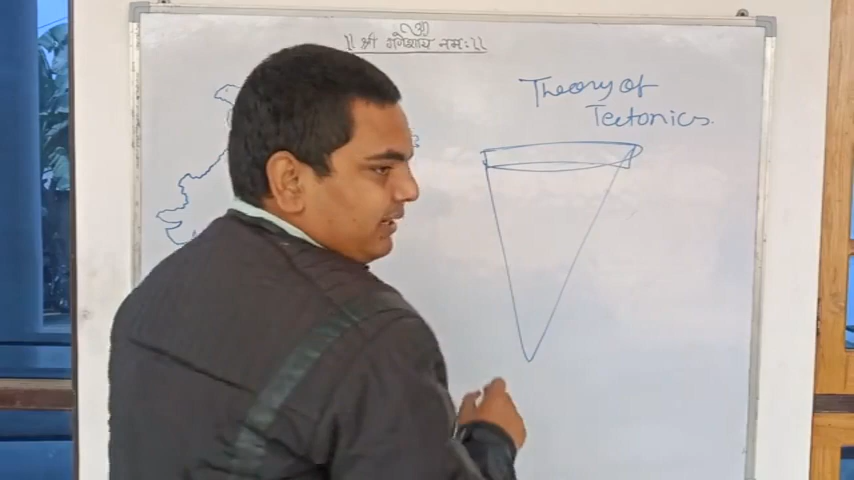 ॥ श्री गणेशाय नमः ॥
Theory of
Tectonics.